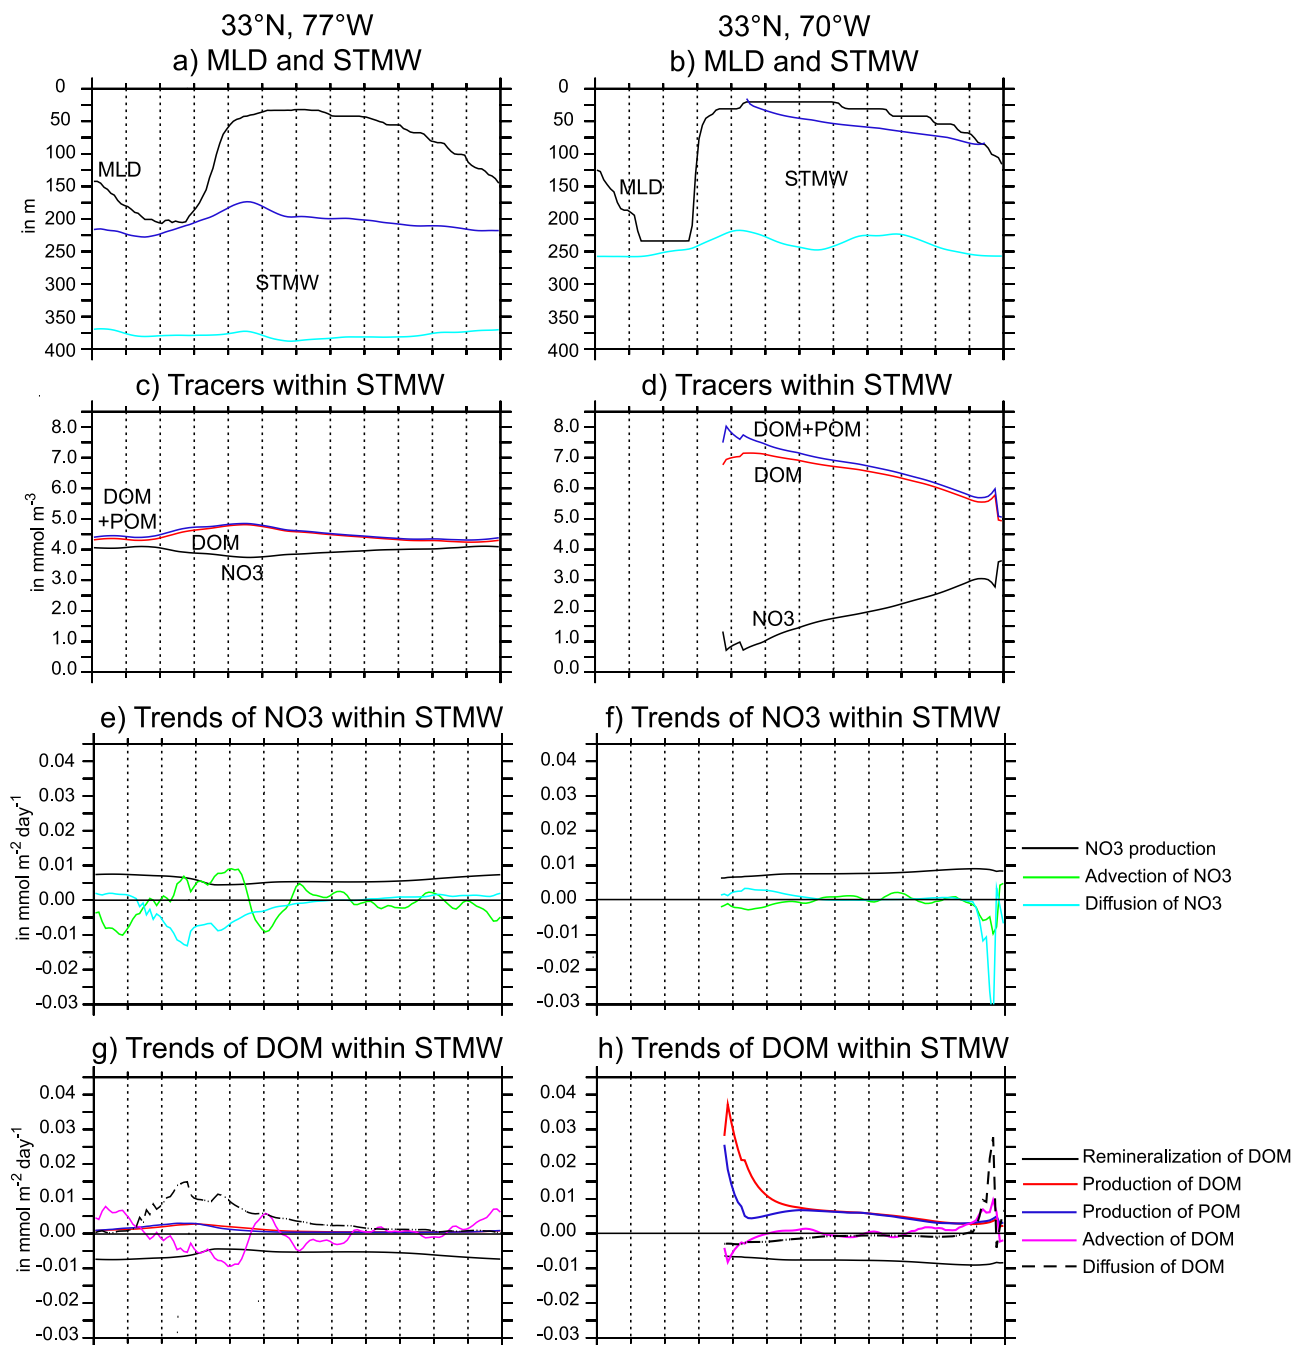 33°N, 77°W
33°N, 70°W
a) MLD and STMW
b) MLD and STMW
0
50
100
150
200
250
300
350
400
in m
MLD
STMW
0
50
100
150
200
250
300
350
400
MLD
STMW
c) Tracers within STMW
d) Tracers within STMW
8.0
7.0
6.0
5.0
4.0
3.0
2.0
1.0
0.0
in mmol m-3
DOM
+POM
DOM
NO3
8.0
7.0
6.0
5.0
4.0
3.0
2.0
1.0
0.0
DOM+POM
DOM
NO3
e) Trends of NO3 within STMW
f) Trends of NO3 within STMW
0.04
0.03
0.02
0.01
0.00
-0.01
-0.02
-0.03
in mmol m-2 day-1
0.04
0.03
0.02
0.01
0.00
-0.01
-0.02
-0.03
NO3 production
Advection of NO3
Diffusion of NO3
g) Trends of DOM within STMW
h) Trends of DOM within STMW
0.04
0.03
0.02
0.01
0.00
-0.01
-0.02
-0.03
in mmol m-2 day-1
0.04
0.03
0.02
0.01
0.00
-0.01
-0.02
-0.03
Remineralization of DOM
Production of DOM
Production of POM
Advection of DOM
Diffusion of DOM